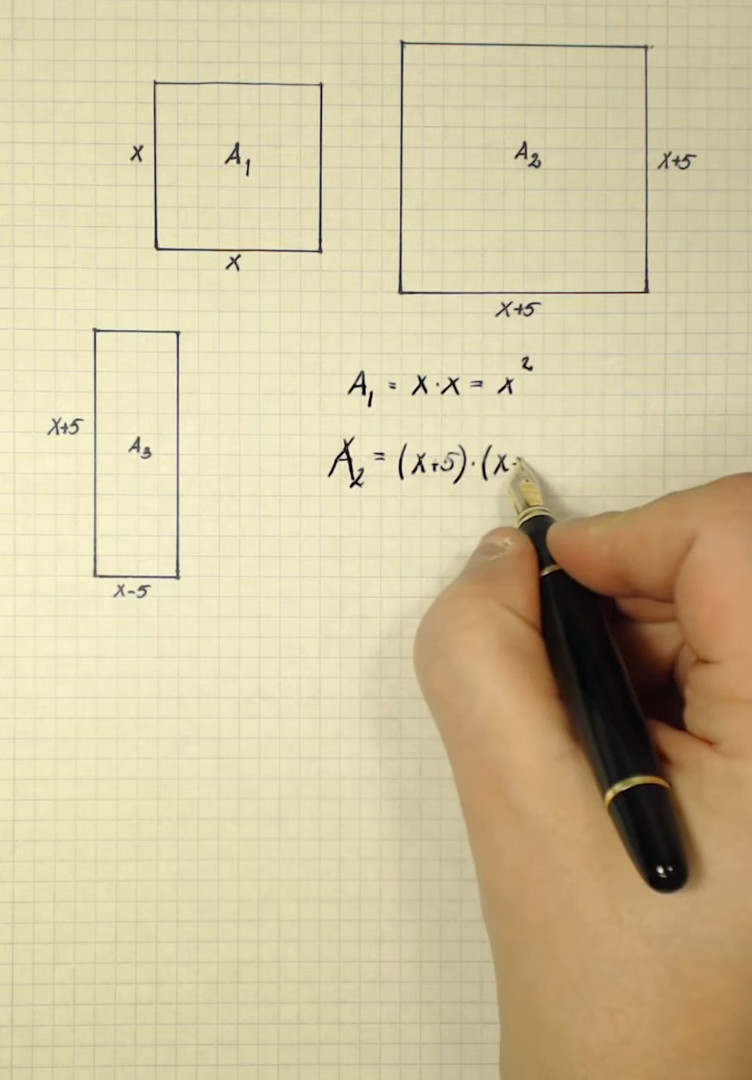 x
A₁
x
A₂
x+5
x+5
x+5
A₃
x-5
A₁ = x·x = x²
A₂ = (x+5)·(x